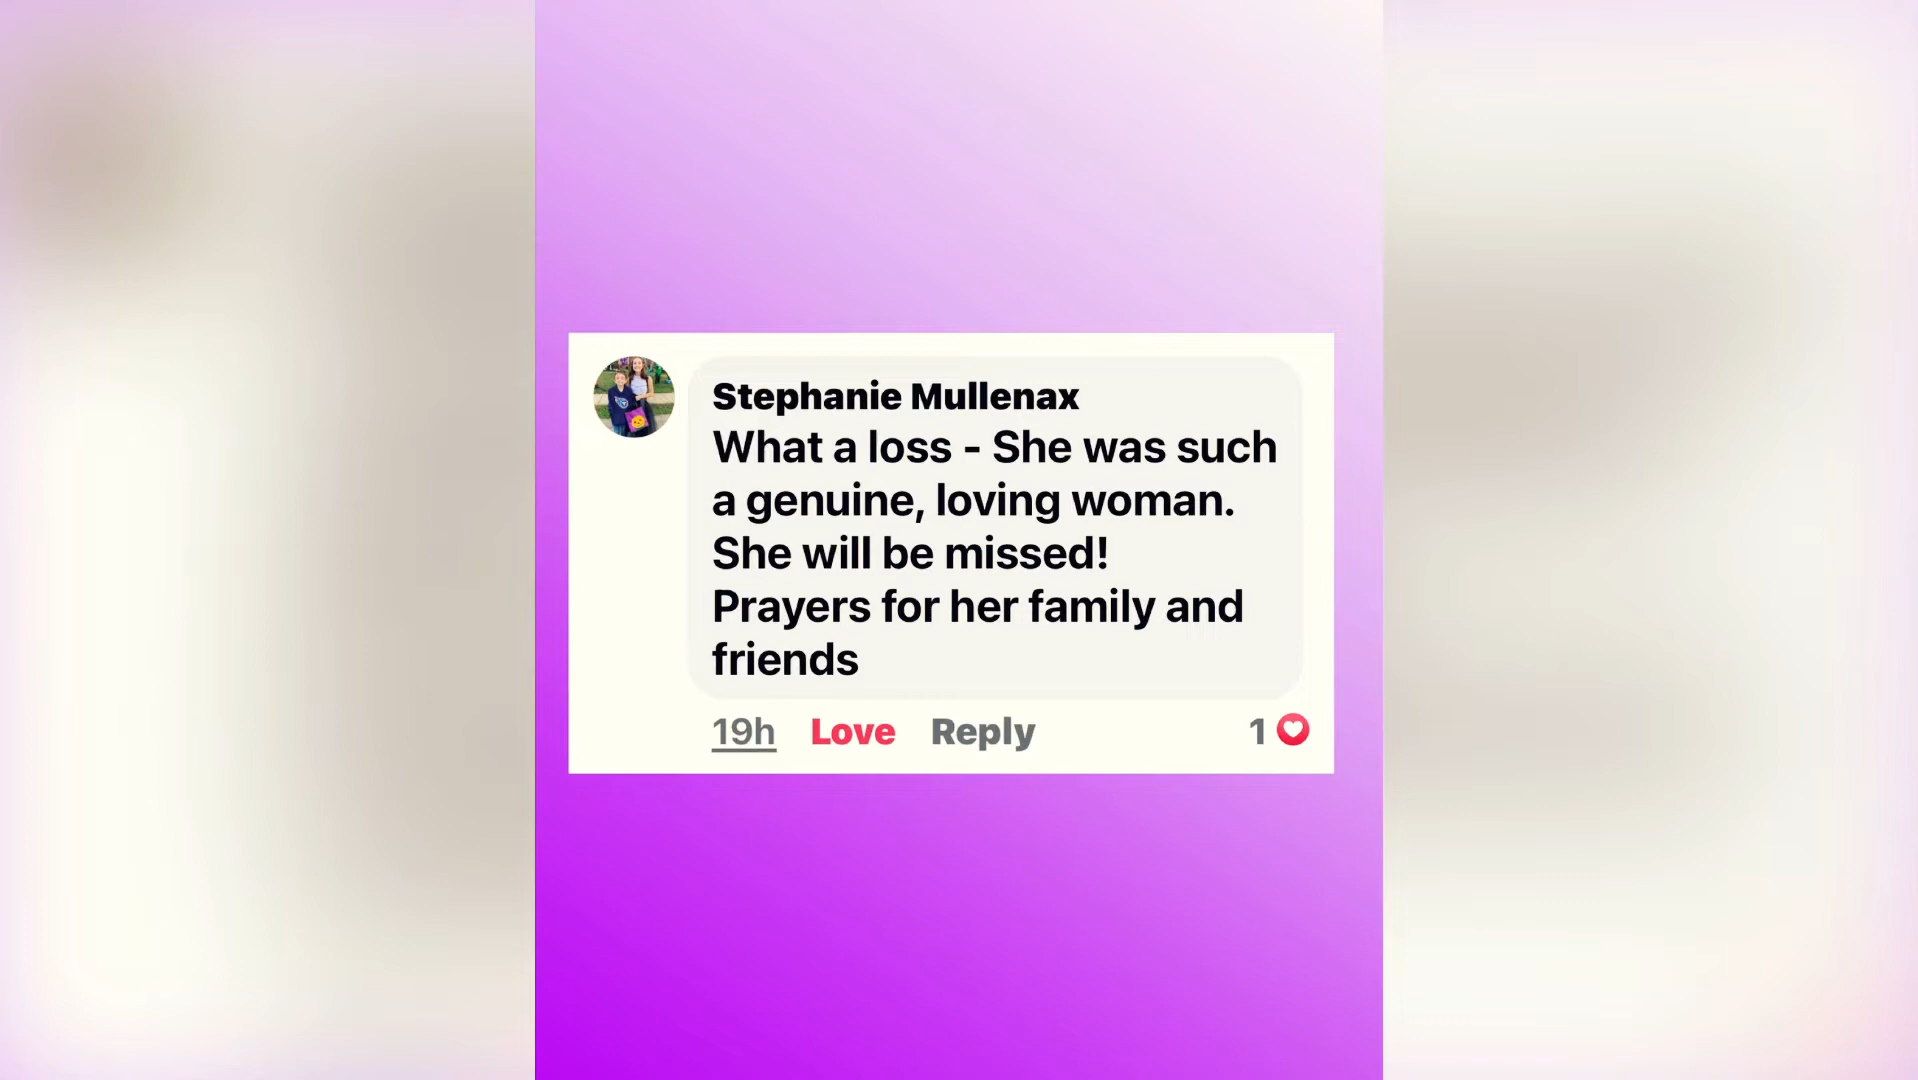 Stephanie Mullenax
What a loss - She was such
a genuine, loving woman.
She will be missed!
Prayers for her family and
friends
19h Love Reply 1